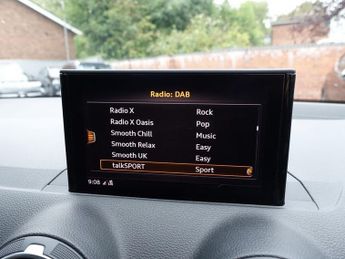 Radio: DAB
Radio X Rock
Radio X Oasis Pop
Smooth Chill Music
Smooth Relax Easy
Smooth UK Easy
talkSPORT Sport
9:08